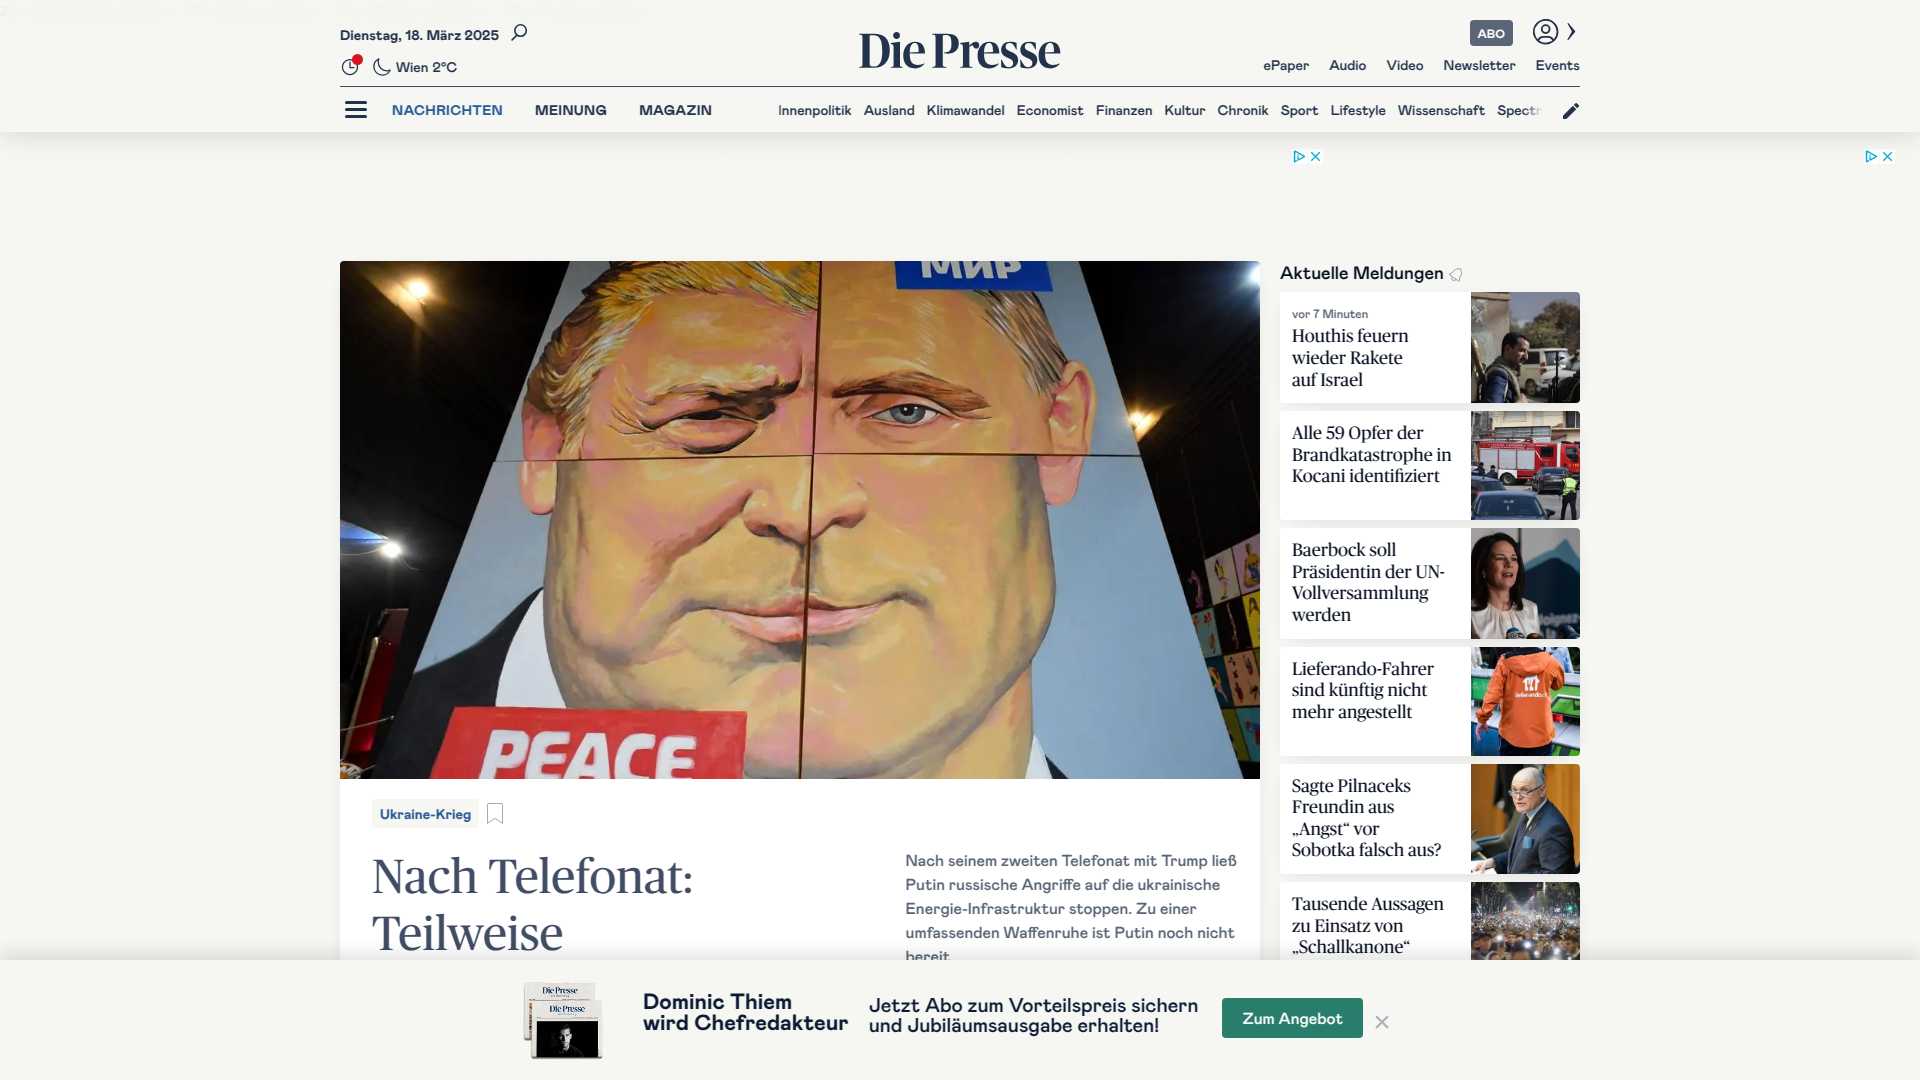 Dienstag, 18. März 2025
Wien 2°C
Die Presse
ABO
ePaper Audio Video Newsletter Events
NACHRICHTEN MEINUNG MAGAZIN
Innenpolitik Ausland Klimawandel Economist Finanzen Kultur Chronik Sport Lifestyle Wissenschaft Spectr
МИР
PEACE
Ukraine-Krieg
Nach Telefonat:
Teilweise
Nach seinem zweiten Telefonat mit Trump ließ
Putin russische Angriffe auf die ukrainische
Energie-Infrastruktur stoppen. Zu einer
umfassenden Waffenruhe ist Putin noch nicht
bereit.
Aktuelle Meldungen
vor 7 Minuten
Houthis feuern
wieder Rakete
auf Israel
Alle 59 Opfer der
Brandkatastrophe in
Kocani identifiziert
Baerbock soll
Präsidentin der UN-
Vollversammlung
werden
Lieferando-Fahrer
sind künftig nicht
mehr angestellt
Sagte Pilnaceks
Freundin aus
„Angst“ vor
Sobotka falsch aus?
Tausende Aussagen
zu Einsatz von
„Schallkanone“
Die Presse
Die Presse
Dominic Thiem
wird Chefredakteur
Jetzt Abo zum Vorteilspreis sichern
und Jubiläumsausgabe erhalten!
Zum Angebot